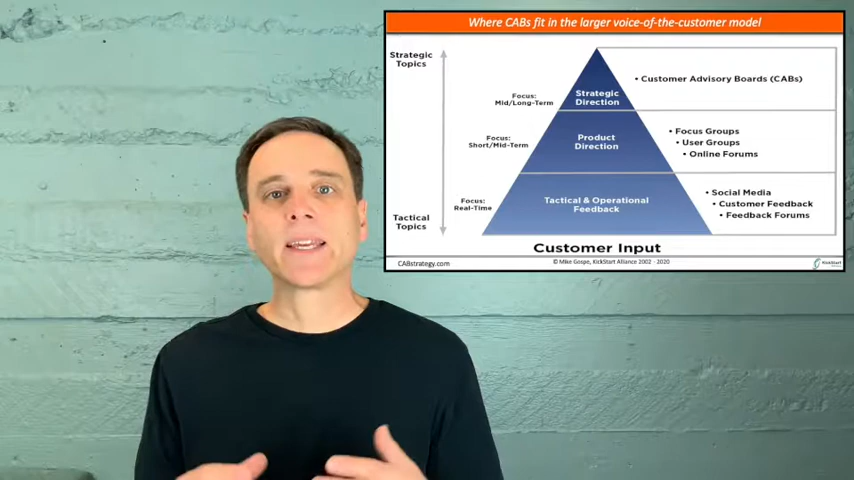 Where CABs fit in the larger voice-of-the-customer model
Strategic
Topics
Focus:
Mid/Long-Term
Strategic
Direction
• Customer Advisory Boards (CABs)
Focus:
Short/Mid-Term
Product
Direction
• Focus Groups
• User Groups
• Online Forums
Focus:
Real-Time
Tactical & Operational
Feedback
• Social Media
• Customer Feedback
• Feedback Forums
Tactical
Topics
Customer Input
CABstrategy.com
© Mike Gospe, KickStart Alliance 2002 - 2020
KickStart